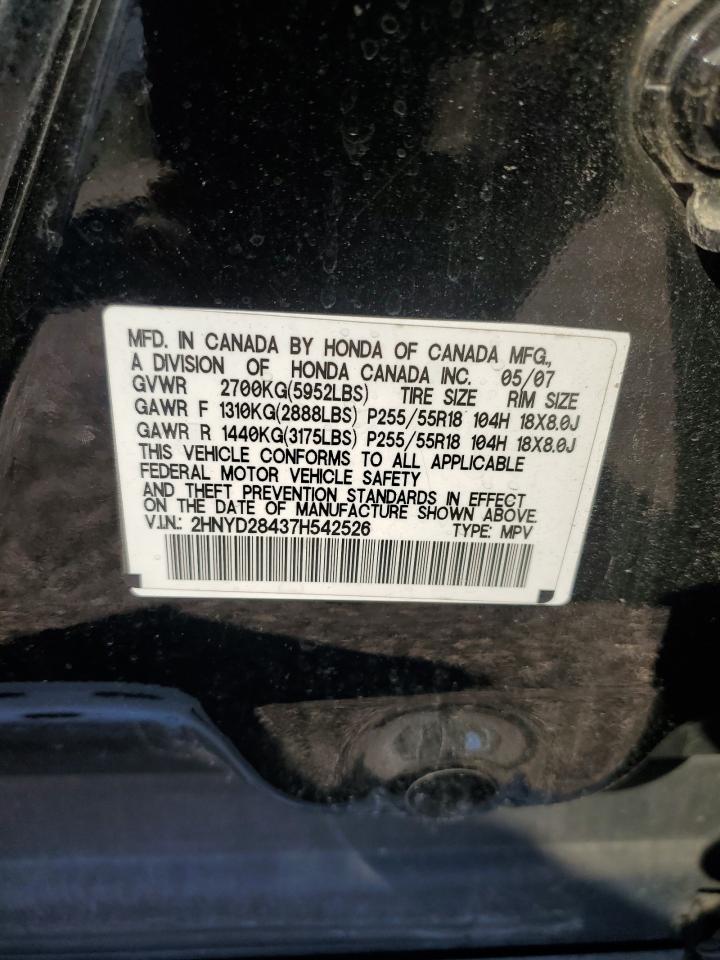 MFD. IN CANADA BY HONDA OF CANADA MFG.,
A DIVISION OF HONDA CANADA INC. 05/07
GVWR 2700KG(5952LBS) TIRE SIZE RIM SIZE
GAWR F 1310KG(2888LBS) P255/55R18 104H 18X8.0J
GAWR R 1440KG(3175LBS) P255/55R18 104H 18X8.0J
THIS VEHICLE CONFORMS TO ALL APPLICABLE
FEDERAL MOTOR VEHICLE SAFETY
AND THEFT PREVENTION STANDARDS IN EFFECT
ON THE DATE OF MANUFACTURE SHOWN ABOVE.
V.I.N.: 2HNYD28437H542526 TYPE: MPV